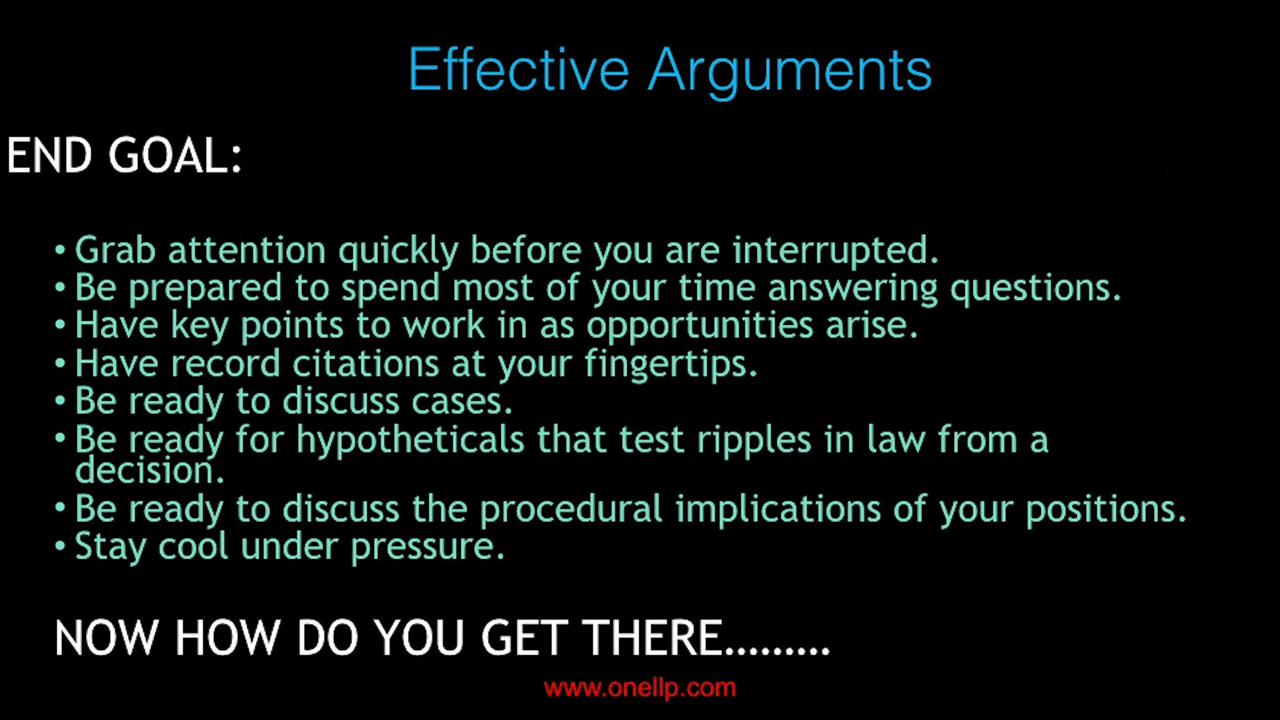 Effective Arguments
END GOAL:
• Grab attention quickly before you are interrupted.
• Be prepared to spend most of your time answering questions.
• Have key points to work in as opportunities arise.
• Have record citations at your fingertips.
• Be ready to discuss cases.
• Be ready for hypotheticals that test ripples in law from a
decision.
• Be ready to discuss the procedural implications of your positions.
• Stay cool under pressure.
NOW HOW DO YOU GET THERE.........
www.onellp.com